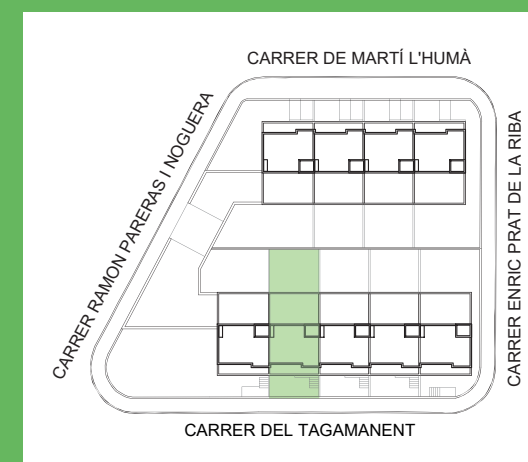 CARRER DE MARTÍ L'HUMÀ
CARRER RAMON PARERAS I NOGUERA
CARRER ENRIC PRAT DE LA RIBA
CARRER DEL TAGAMANENT